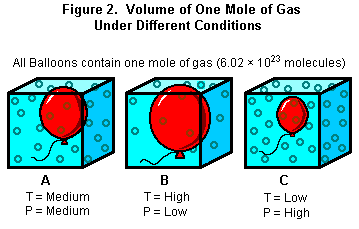 Figure 2.  Volume of One Mole of Gas
Under Different Conditions
All Balloons contain one mole of gas (6.02 × 10²³ molecules)
A
T = Medium
P = Medium
B
T = High
P = Low
C
T = Low
P = High